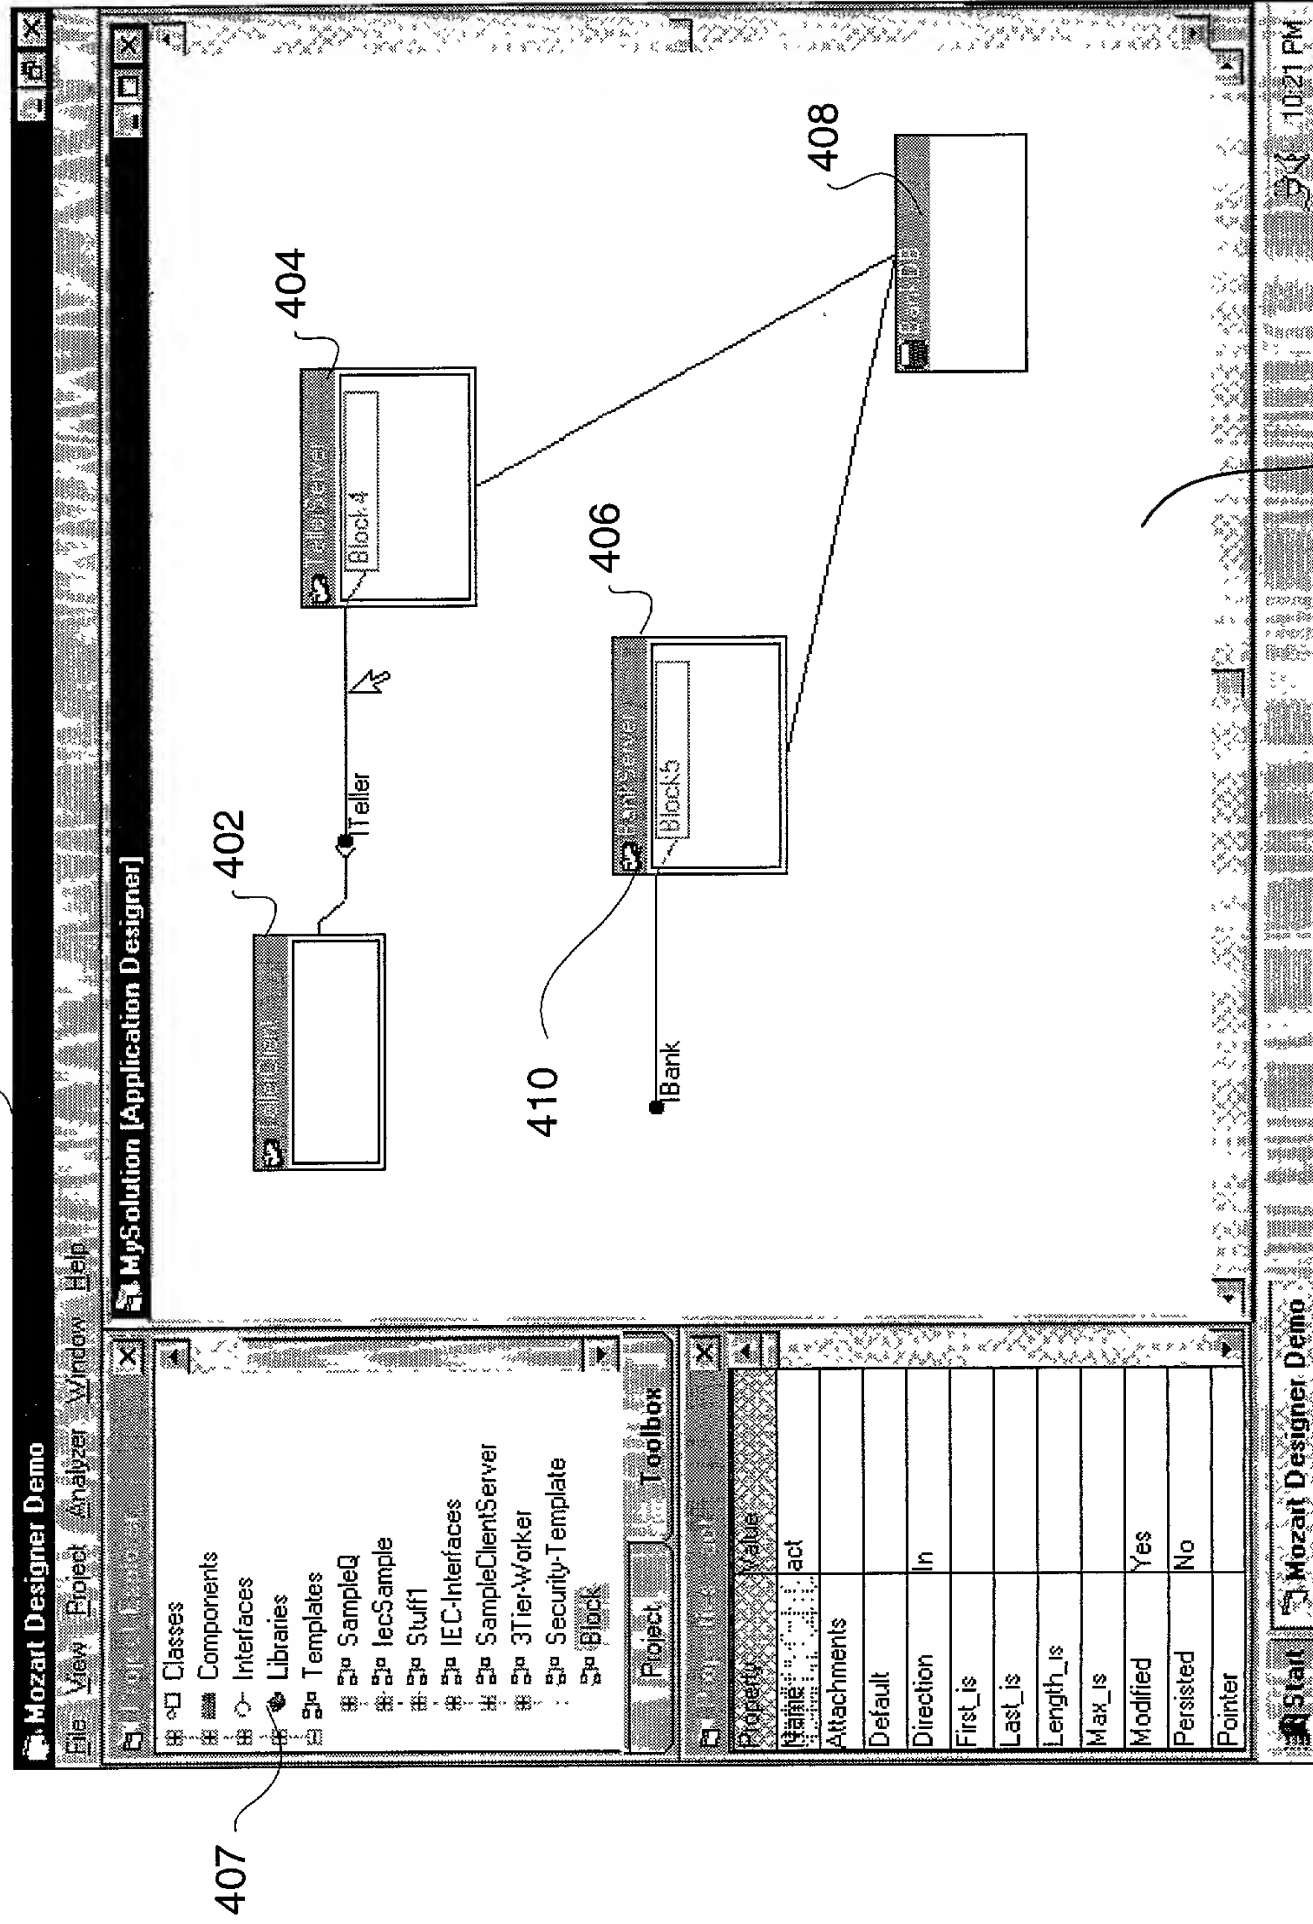 Mozart Designer Demo
File View Project Analyzer Window Help
Classes
Components
Interfaces
Libraries
Templates
SampleQ
IecSample
Stuff1
IEC-Interfaces
SampleClientServer
3Tier-Worker
Security-Template
Block
Project
Toolbox
407
Property Value
Name act
Attachments
Default
Direction In
First_is
Last_is
Length_is
Max_is
Modified Yes
Persisted No
Pointer
MySolution [Application Designer]
402
404
ITeller
Block4
406
410
BankServer
Block5
IBank
408
BankDB
Start
Mozart Designer Demo
10:21 PM